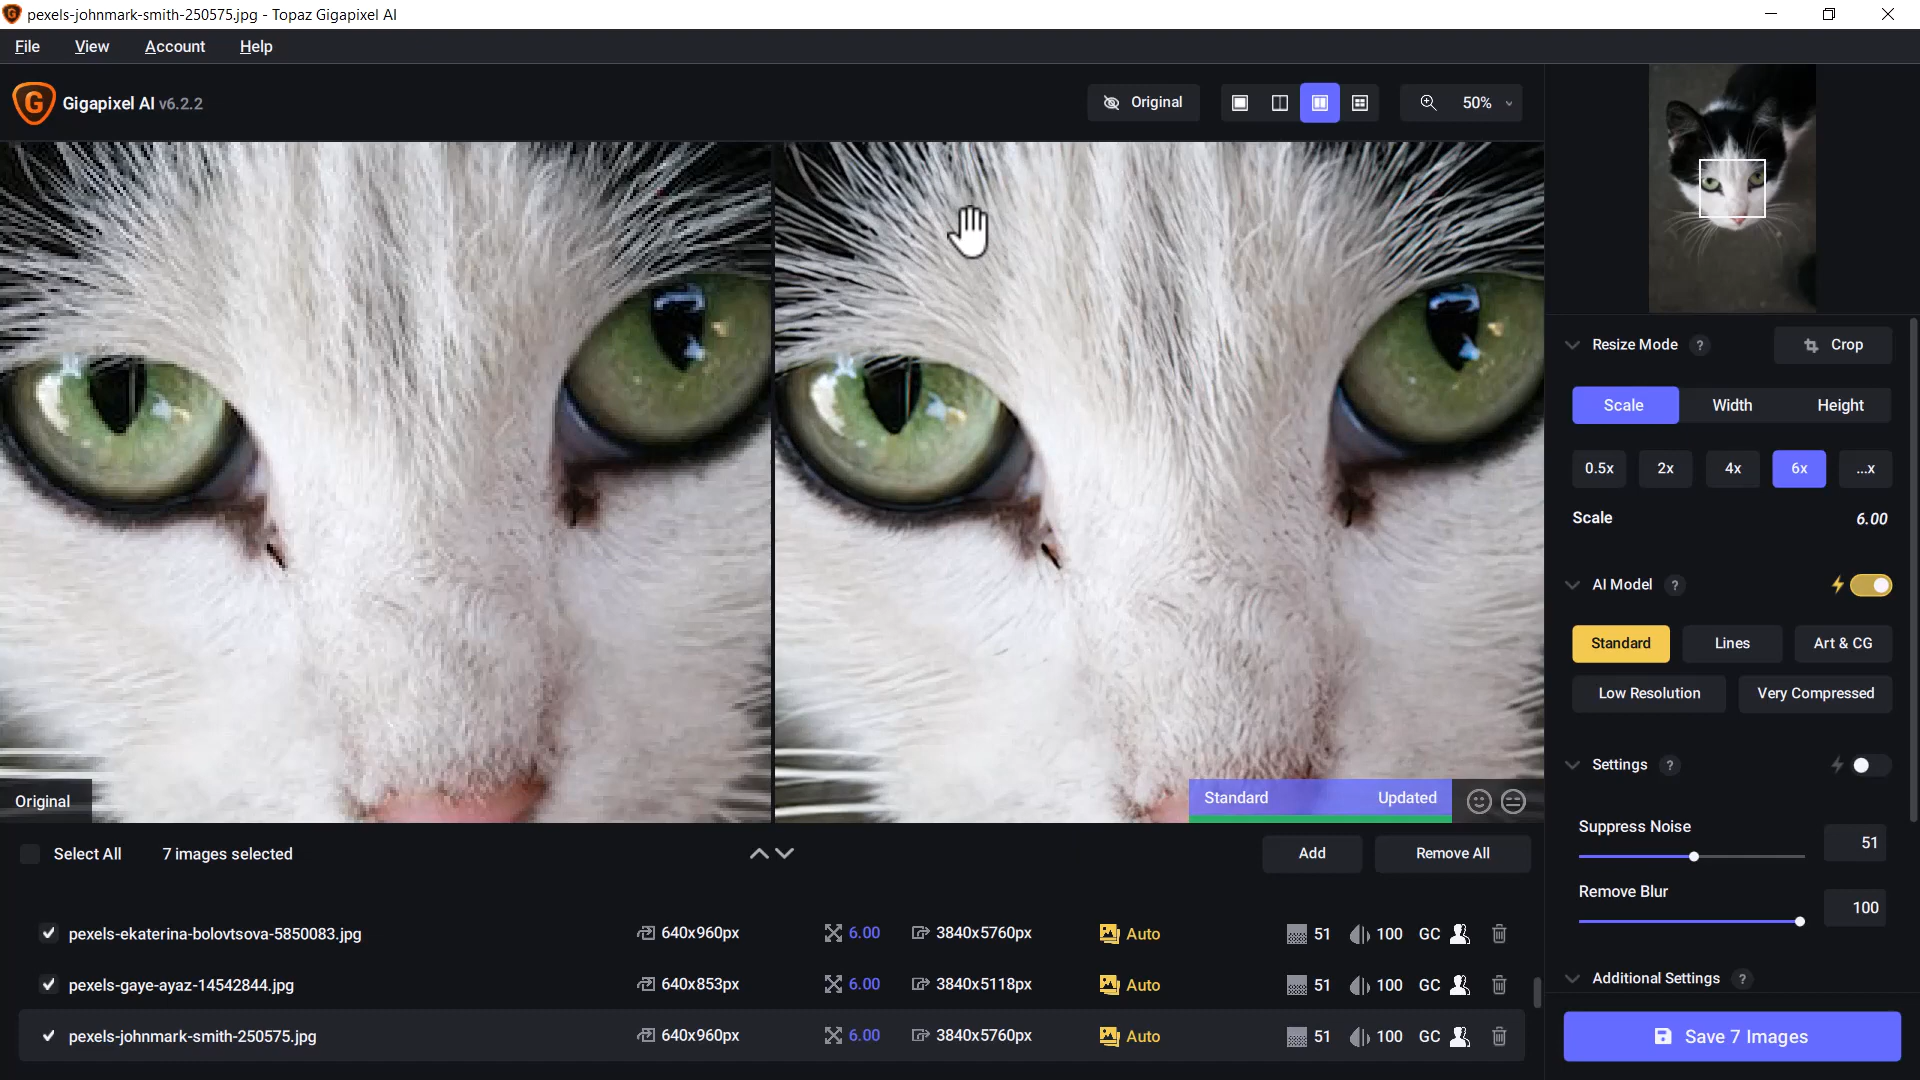 pexels-johnmark-smith-250575.jpg - Topaz Gigapixel AI
File View Account Help
Gigapixel AI v6.2.2
Original
50%
Resize Mode ? Crop
Scale Width Height
0.5x 2x 4x 6x ...x
Scale 6.00
AI Model ?
Standard Lines Art & CG
Low Resolution Very Compressed
Settings ?
Suppress Noise 51
Remove Blur 100
Additional Settings ?
Save 7 Images
Original
Standard Updated
Select All 7 images selected Add Remove All
pexels-ekaterina-bolovtsova-5850083.jpg 640x960px 6.00 3840x5760px Auto 51 100 GC
pexels-gaye-ayaz-14542844.jpg 640x853px 6.00 3840x5118px Auto 51 100 GC
pexels-johnmark-smith-250575.jpg 640x960px 6.00 3840x5760px Auto 51 100 GC